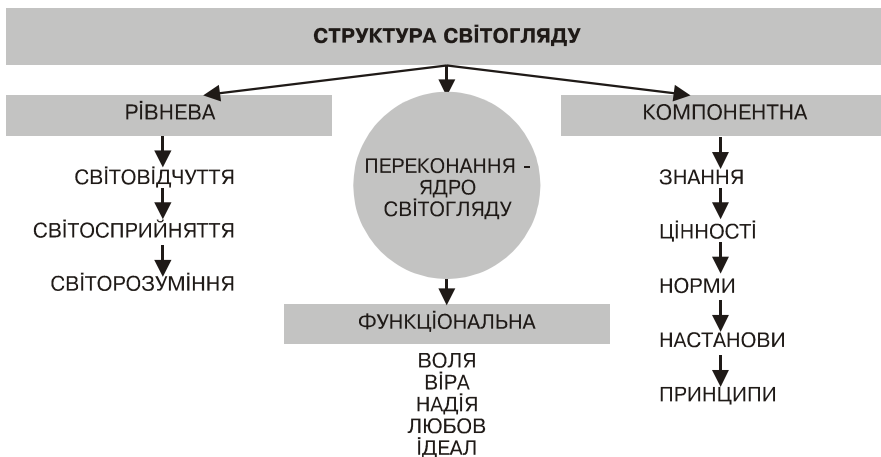 СТРУКТУРА СВІТОГЛЯДУ
РІВНЕВА
СВІТОВІДЧУТТЯ
СВІТОСПРИЙНЯТТЯ
СВІТОРОЗУМІННЯ
ПЕРЕКОНАННЯ -
ЯДРО
СВІТОГЛЯДУ
ФУНКЦІОНАЛЬНА
ВОЛЯ
ВІРА
НАДІЯ
ЛЮБОВ
ІДЕАЛ
КОМПОНЕНТНА
ЗНАННЯ
ЦІННОСТІ
НОРМИ
НАСТАНОВИ
ПРИНЦИПИ